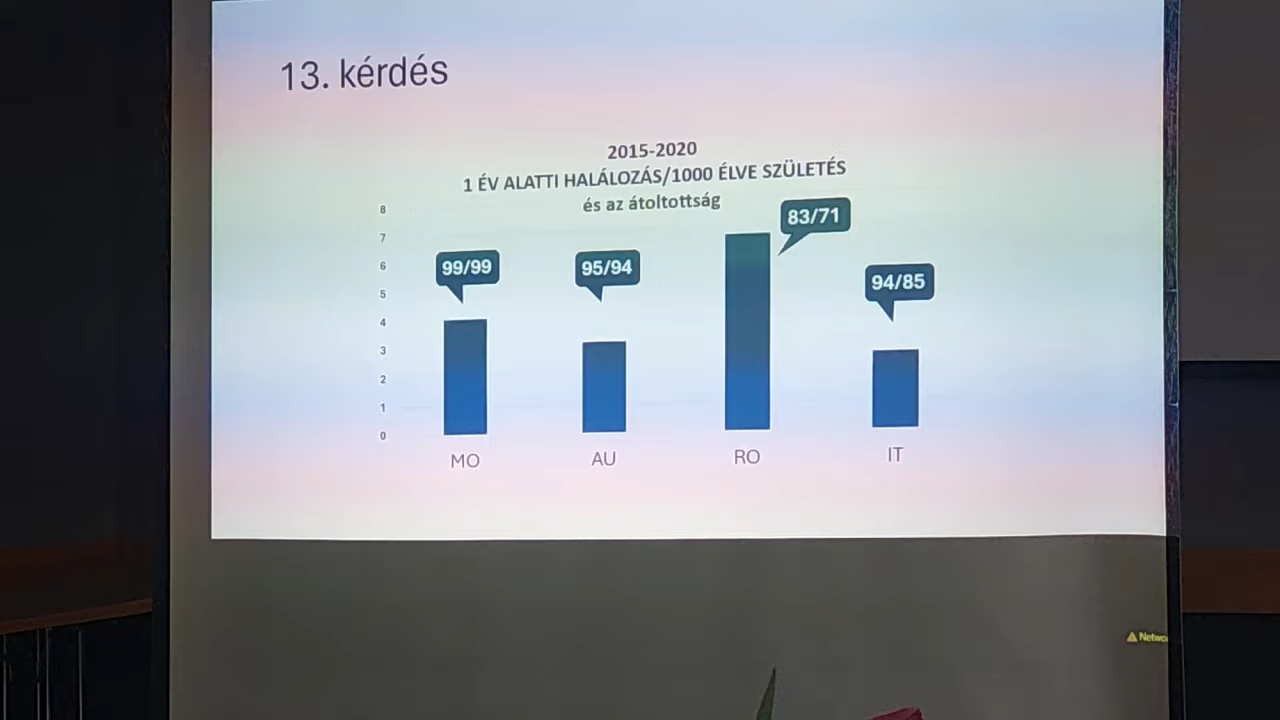 13. kérdés
2015-2020
1 ÉV ALATTI HALÁLOZÁS/1000 ÉLVE SZÜLETÉS
és az átoltottság
8
7
6
5
4
3
2
1
0
99/99
95/94
83/71
94/85
MO
AU
RO
IT